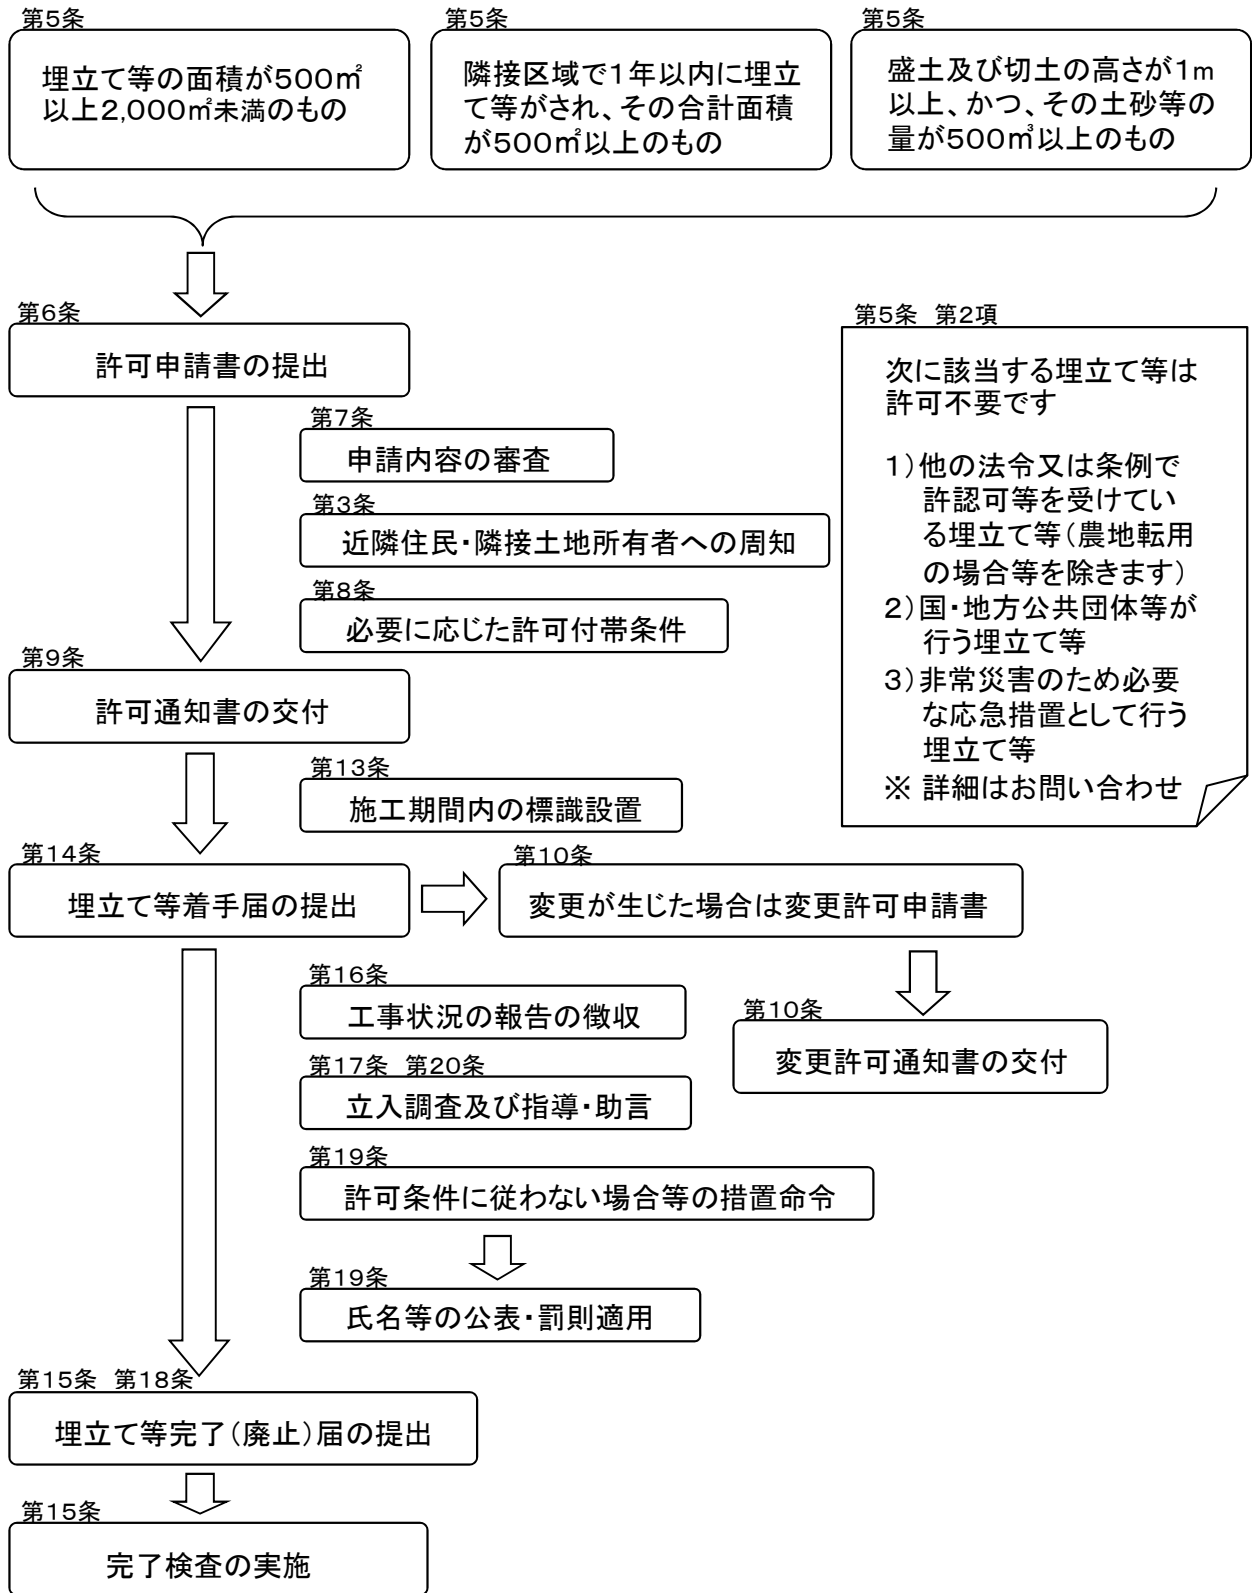 第5条
埋立て等の面積が500㎡
以上2,000㎡未満のもの
第5条
隣接区域で1年以内に埋立
て等がされ、その合計面積
が500㎡以上のもの
第5条
盛土及び切土の高さが1m
以上、かつ、その土砂等の
量が500㎥以上のもの
第6条
許可申請書の提出
第7条
申請内容の審査
第3条
近隣住民・隣接土地所有者への周知
第8条
必要に応じた許可付帯条件
第5条 第2項
次に該当する埋立て等は
許可不要です
1)他の法令又は条例で
許認可等を受けてい
る埋立て等(農地転用
の場合等を除きます)
2)国・地方公共団体等が
行う埋立て等
3)非常災害のため必要
な応急措置として行う
埋立て等
※ 詳細はお問い合わせ
第9条
許可通知書の交付
第13条
施工期間内の標識設置
第14条
埋立て等着手届の提出
第10条
変更が生じた場合は変更許可申請書
第10条
変更許可通知書の交付
第16条
工事状況の報告の徴収
第17条 第20条
立入調査及び指導・助言
第19条
許可条件に従わない場合等の措置命令
第19条
氏名等の公表・罰則適用
第15条 第18条
埋立て等完了(廃止)届の提出
第15条
完了検査の実施